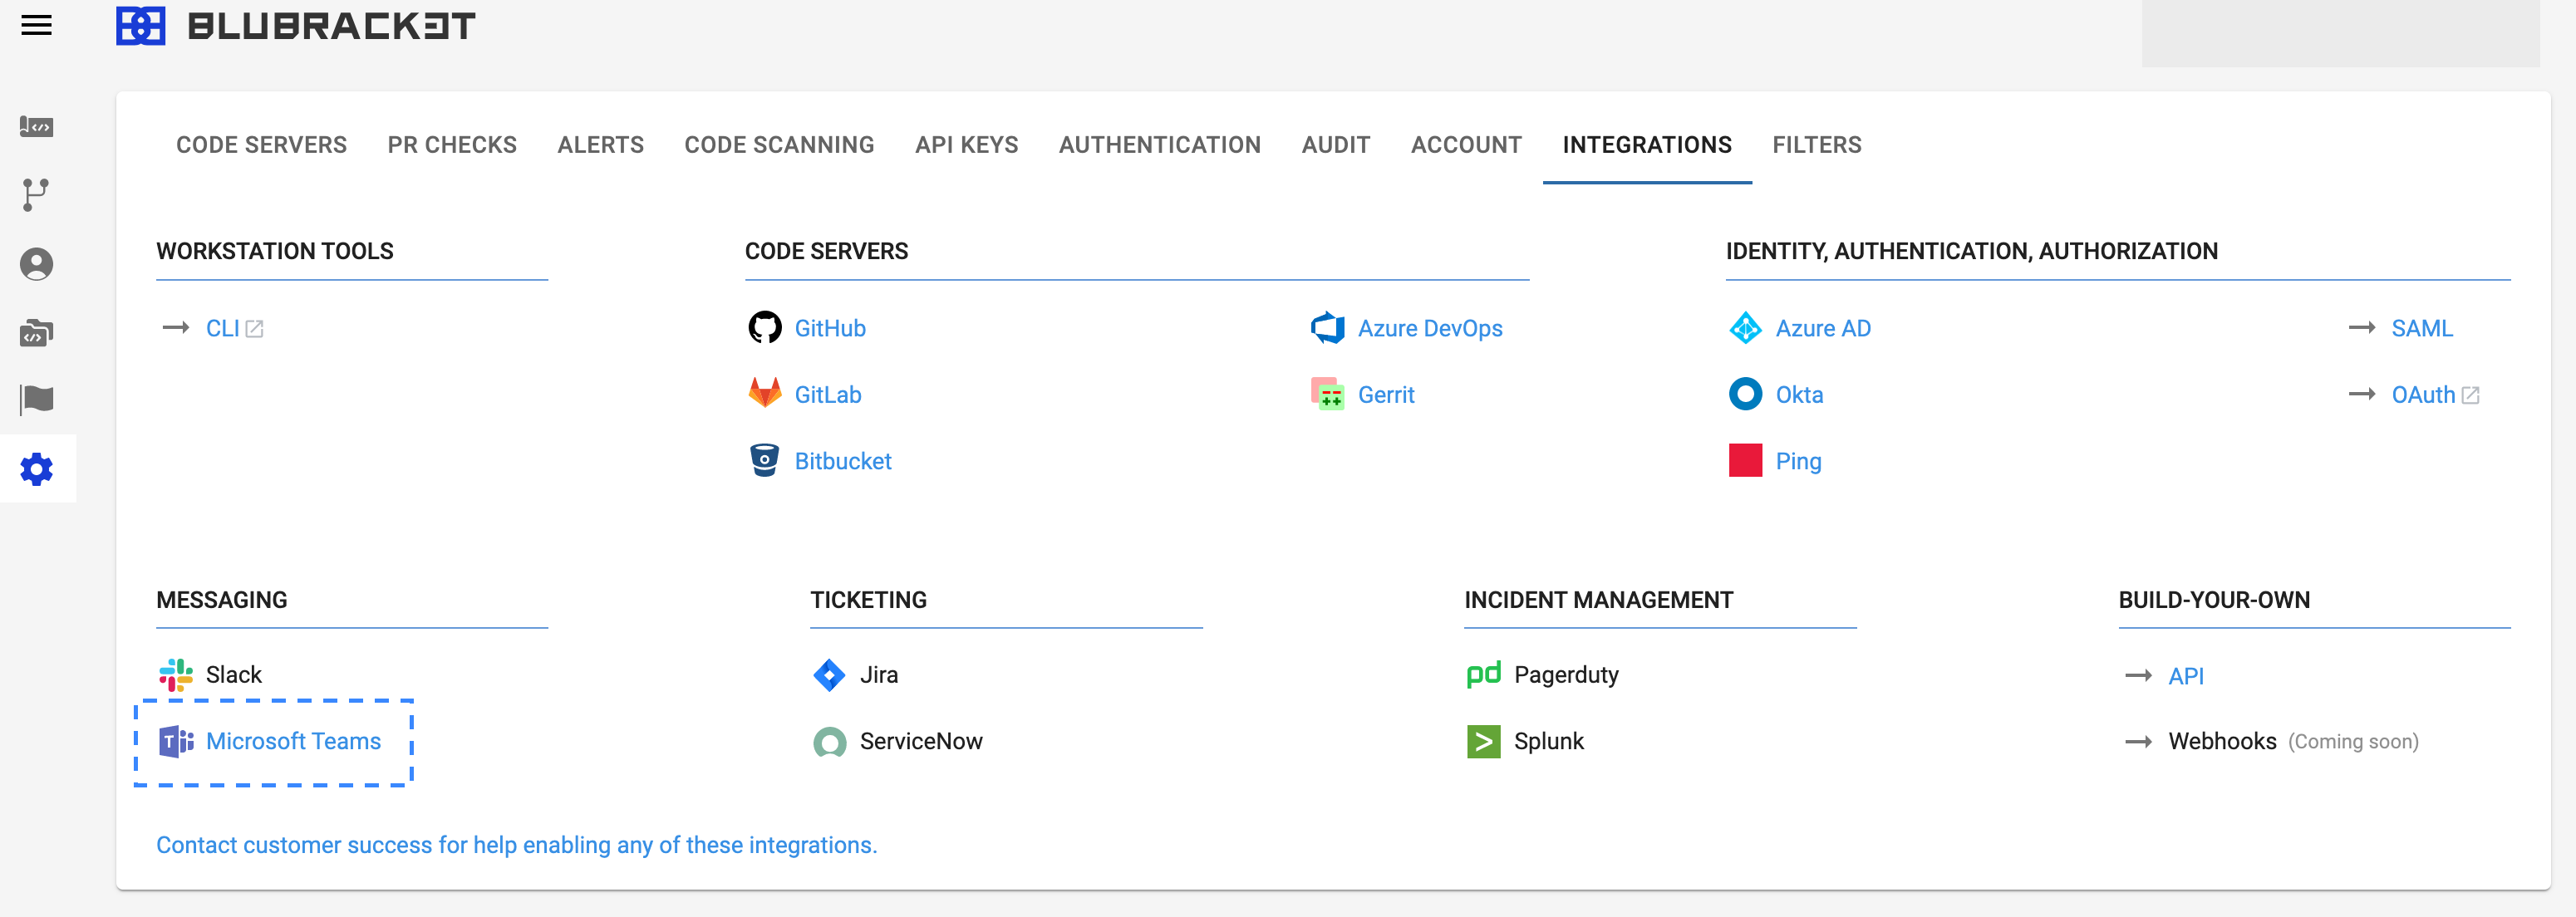 BLUBRACKET
CODE SERVERS PR CHECKS ALERTS CODE SCANNING API KEYS AUTHENTICATION AUDIT ACCOUNT INTEGRATIONS FILTERS
WORKSTATION TOOLS
CLI
CODE SERVERS
GitHub
GitLab
Bitbucket
Azure DevOps
Gerrit
IDENTITY, AUTHENTICATION, AUTHORIZATION
Azure AD
Okta
Ping
SAML
OAuth
MESSAGING
Slack
Microsoft Teams
TICKETING
Jira
ServiceNow
INCIDENT MANAGEMENT
Pagerduty
Splunk
BUILD-YOUR-OWN
API
Webhooks (Coming soon)
Contact customer success for help enabling any of these integrations.